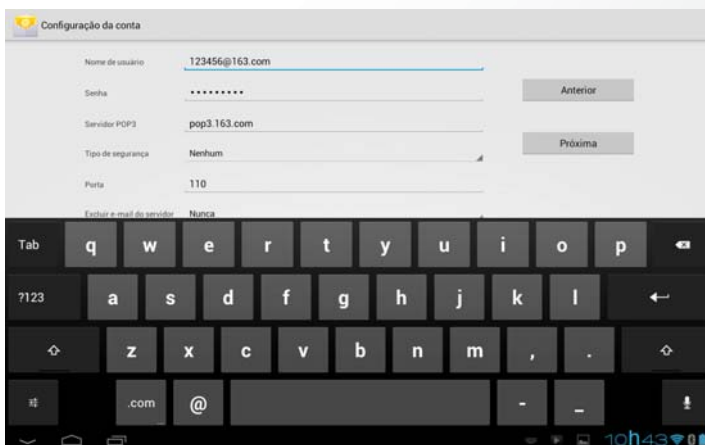 Configuração da conta
Nome de usuário 123456@163.com
Senha •••••••••
Anterior
Servidor POP3 pop3.163.com
Próxima
Tipo de segurança Nenhum
Porta 110
Excluir e-mail do servidor Nunca
Tab q w e r t y u i o p
?123 a s d f g h j k l
z x c v b n m , .
.com @ - _
10h43